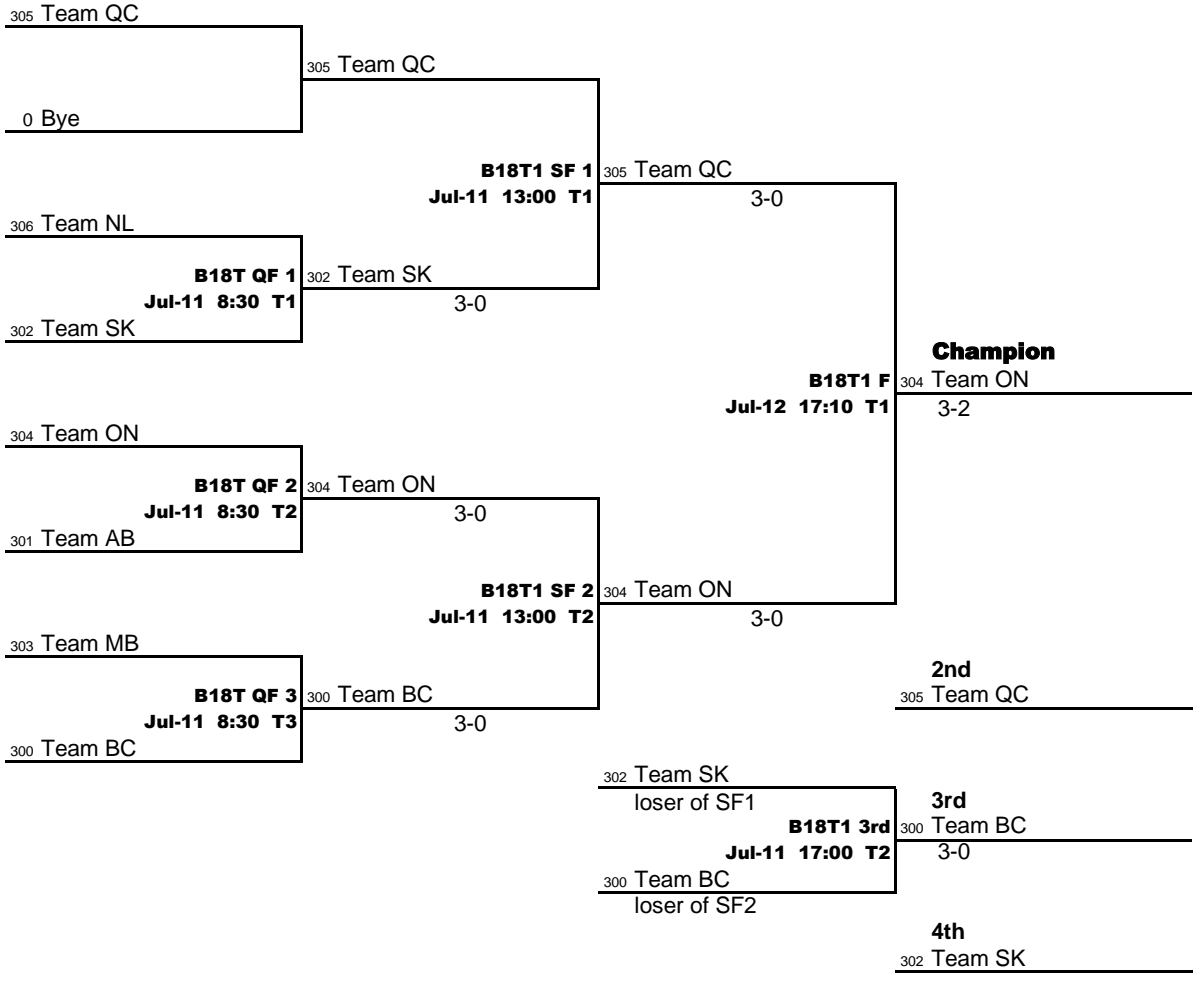 305 Team QC
305 Team QC
0 Bye
B18T1 SF 1 305 Team QC
Jul-11 13:00 T1 3-0
306 Team NL
B18T QF 1 302 Team SK
Jul-11 8:30 T1 3-0
302 Team SK
Champion
B18T1 F 304 Team ON
Jul-12 17:10 T1 3-2
304 Team ON
B18T QF 2 304 Team ON
Jul-11 8:30 T2 3-0
301 Team AB
B18T1 SF 2 304 Team ON
Jul-11 13:00 T2 3-0
303 Team MB
2nd
B18T QF 3 300 Team BC 305 Team QC
Jul-11 8:30 T3 3-0
300 Team BC
302 Team SK
loser of SF1 3rd
B18T1 3rd 300 Team BC
Jul-11 17:00 T2 3-0
300 Team BC
loser of SF2
4th
302 Team SK